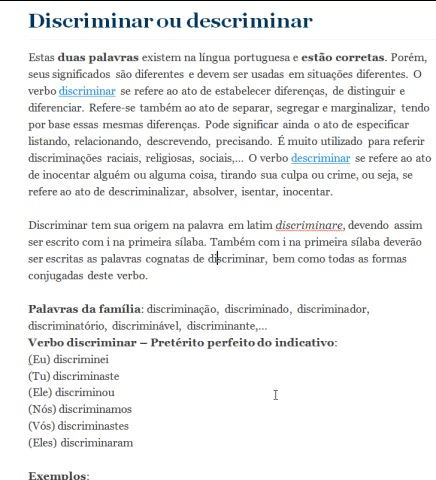 Discriminar ou descriminar
Estas duas palavras existem na língua portuguesa e estão corretas. Porém,
seus significados são diferentes e devem ser usadas em situações diferentes. O
verbo discriminar se refere ao ato de estabelecer diferenças, de distinguir e
diferenciar. Refere-se também ao ato de separar, segregar e marginalizar, tendo
por base essas mesmas diferenças. Pode significar ainda o ato de especificar
listando, relacionando, descrevendo, precisando. É muito utilizado para referir
discriminações raciais, religiosas, sociais,... O verbo descriminar se refere ao ato
de inocentar alguém ou alguma coisa, tirando sua culpa ou crime, ou seja, se
refere ao ato de descriminalizar, absolver, isentar, inocentar.
Discriminar tem sua origem na palavra em latim discriminare, devendo assim
ser escrito com i na primeira sílaba. Também com i na primeira sílaba deverão
ser escritas as palavras cognatas de discriminar, bem como todas as formas
conjugadas deste verbo.
Palavras da família: discriminação, discriminado, discriminador,
discriminatório, discriminável, discriminante,...
Verbo discriminar – Pretérito perfeito do indicativo:
(Eu) discriminei
(Tu) discriminaste
(Ele) discriminou
(Nós) discriminamos
(Vós) discriminastes
(Eles) discriminaram
Exemplos: